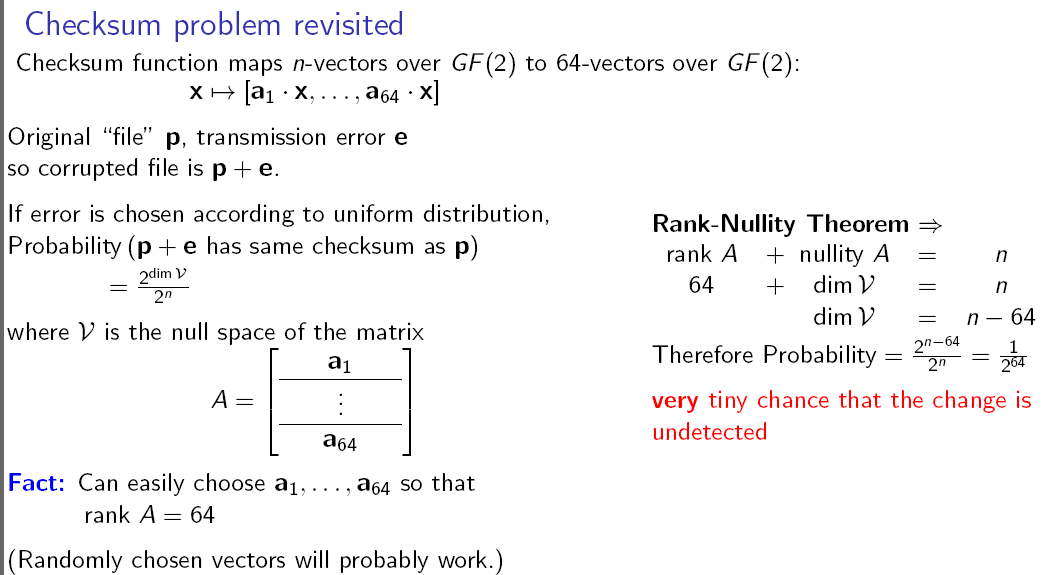 Checksum problem revisited
Checksum function maps n-vectors over GF(2) to 64-vectors over GF(2):
x ↦ [a₁ · x, . . . , a₆₄ · x]
Original “file” p, transmission error e
so corrupted file is p + e.
If error is chosen according to uniform distribution,
Probability (p + e has same checksum as p)
= 2^{dim 𝒱} / 2^n
where 𝒱 is the null space of the matrix
A = [ a₁
⋮
a₆₄ ]
Fact: Can easily choose a₁, . . . , a₆₄ so that
rank A = 64
(Randomly chosen vectors will probably work.)
Rank-Nullity Theorem ⇒
rank A + nullity A = n
64 + dim 𝒱 = n
dim 𝒱 = n − 64
Therefore Probability = 2^{n−64} / 2^n = 1 / 2^{64}
very tiny chance that the change is
undetected